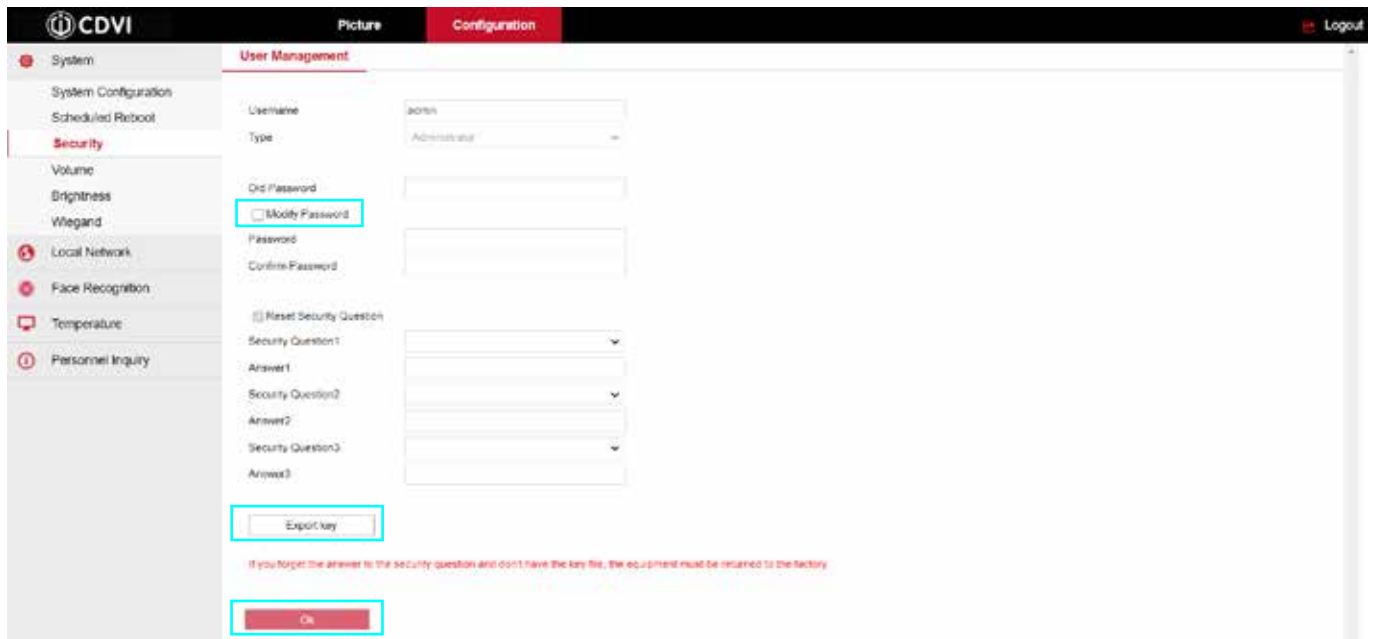 CDVI Picture Configuration Logout
System
System Configuration
Scheduled Reboot
Security
Volume
Brightness
Wiegand
Local Network
Face Recognition
Temperature
Personnel Inquiry
User Management
Username admin
Type Administrator
Old Password
Modify Password
Password
Confirm Password
Reset Security Question
Security Question1
Answer1
Security Question2
Answer2
Security Question3
Answer3
Export key
If you forget the answer to the security question and don't have the key file, the equipment must be returned to the factory
Ok